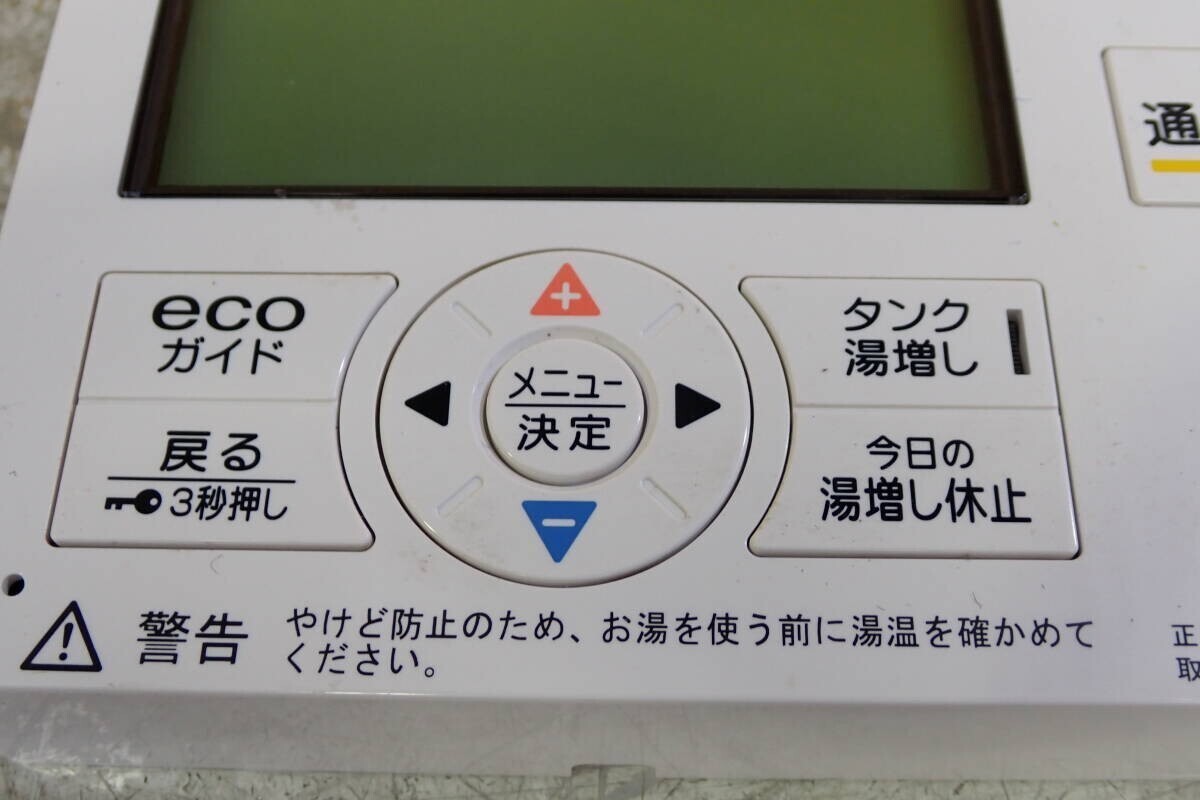 通
eco
ガイド
戻る
3秒押し
+
メニュー
決定
−
タンク
湯増し
今日の
湯増し休止
警告
やけど防止のため、お湯を使う前に湯温を確かめて
ください。
正
取